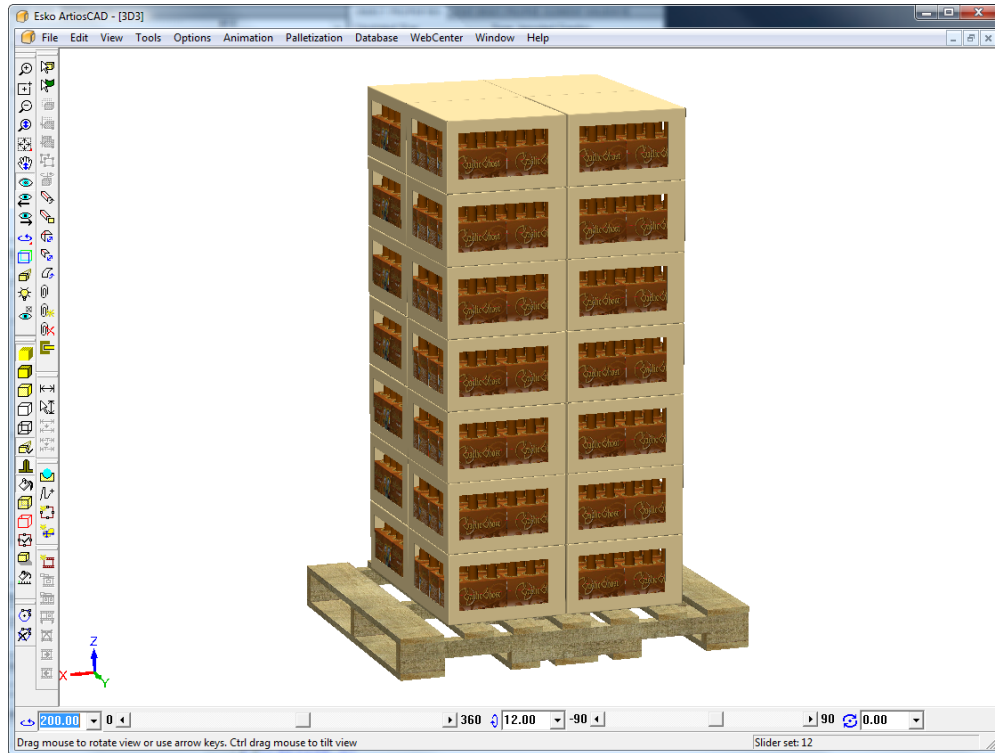 Esko ArtiosCAD - [3D3]
File Edit View Tools Options Animation Palletization Database WebCenter Window Help
Z
X
Y
200.00 0 360 12.00 -90 90 0.00
Drag mouse to rotate view or use arrow keys. Ctrl drag mouse to tilt view Slider set: 12